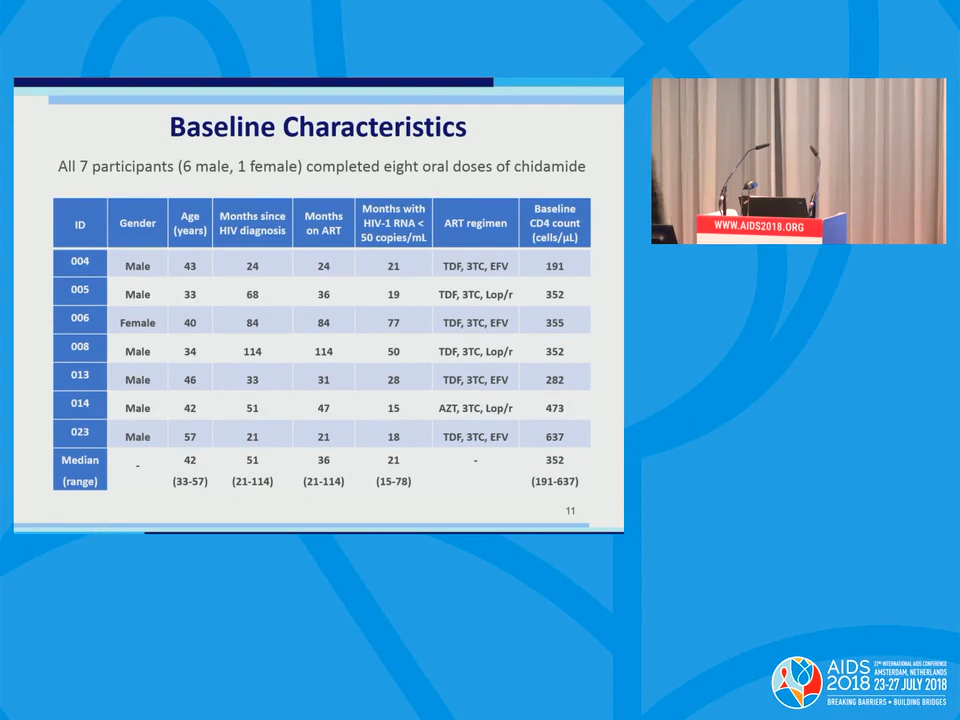 Baseline Characteristics
All 7 participants (6 male, 1 female) completed eight oral doses of chidamide
ID Gender Age (years) Months since HIV diagnosis Months on ART Months with HIV-1 RNA < 50 copies/mL ART regimen Baseline CD4 count (cells/µL)
004 Male 43 24 24 21 TDF, 3TC, EFV 191
005 Male 33 68 36 19 TDF, 3TC, Lop/r 352
006 Female 40 84 84 77 TDF, 3TC, EFV 355
008 Male 34 114 114 50 TDF, 3TC, Lop/r 352
013 Male 46 33 31 28 TDF, 3TC, EFV 282
014 Male 42 51 47 15 AZT, 3TC, Lop/r 473
023 Male 57 21 21 18 TDF, 3TC, EFV 637
Median - 42 51 36 21 - 352
(range) (33-57) (21-114) (21-114) (15-78) (191-637)
11
WWW.AIDS2018.ORG
AIDS 2018
22ND INTERNATIONAL AIDS CONFERENCE
AMSTERDAM, NETHERLANDS
23-27 JULY 2018
BREAKING BARRIERS • BUILDING BRIDGES